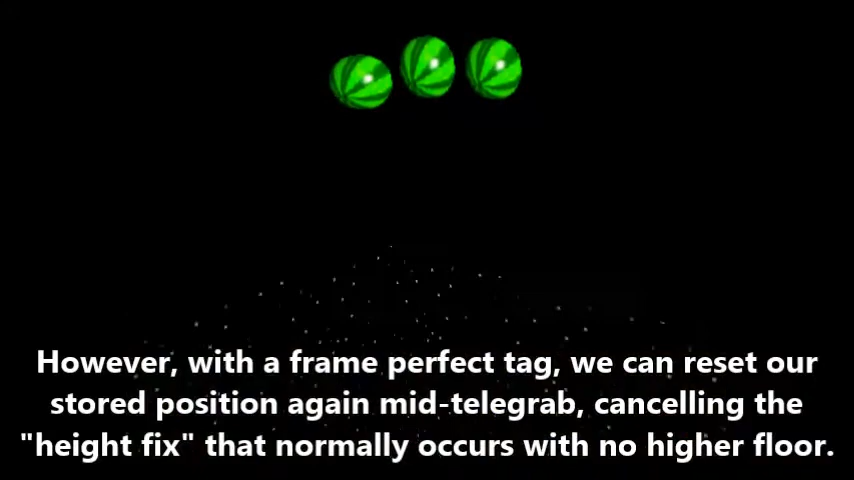 However, with a frame perfect tag, we can reset our
stored position again mid-telegrab, cancelling the
"height fix" that normally occurs with no higher floor.